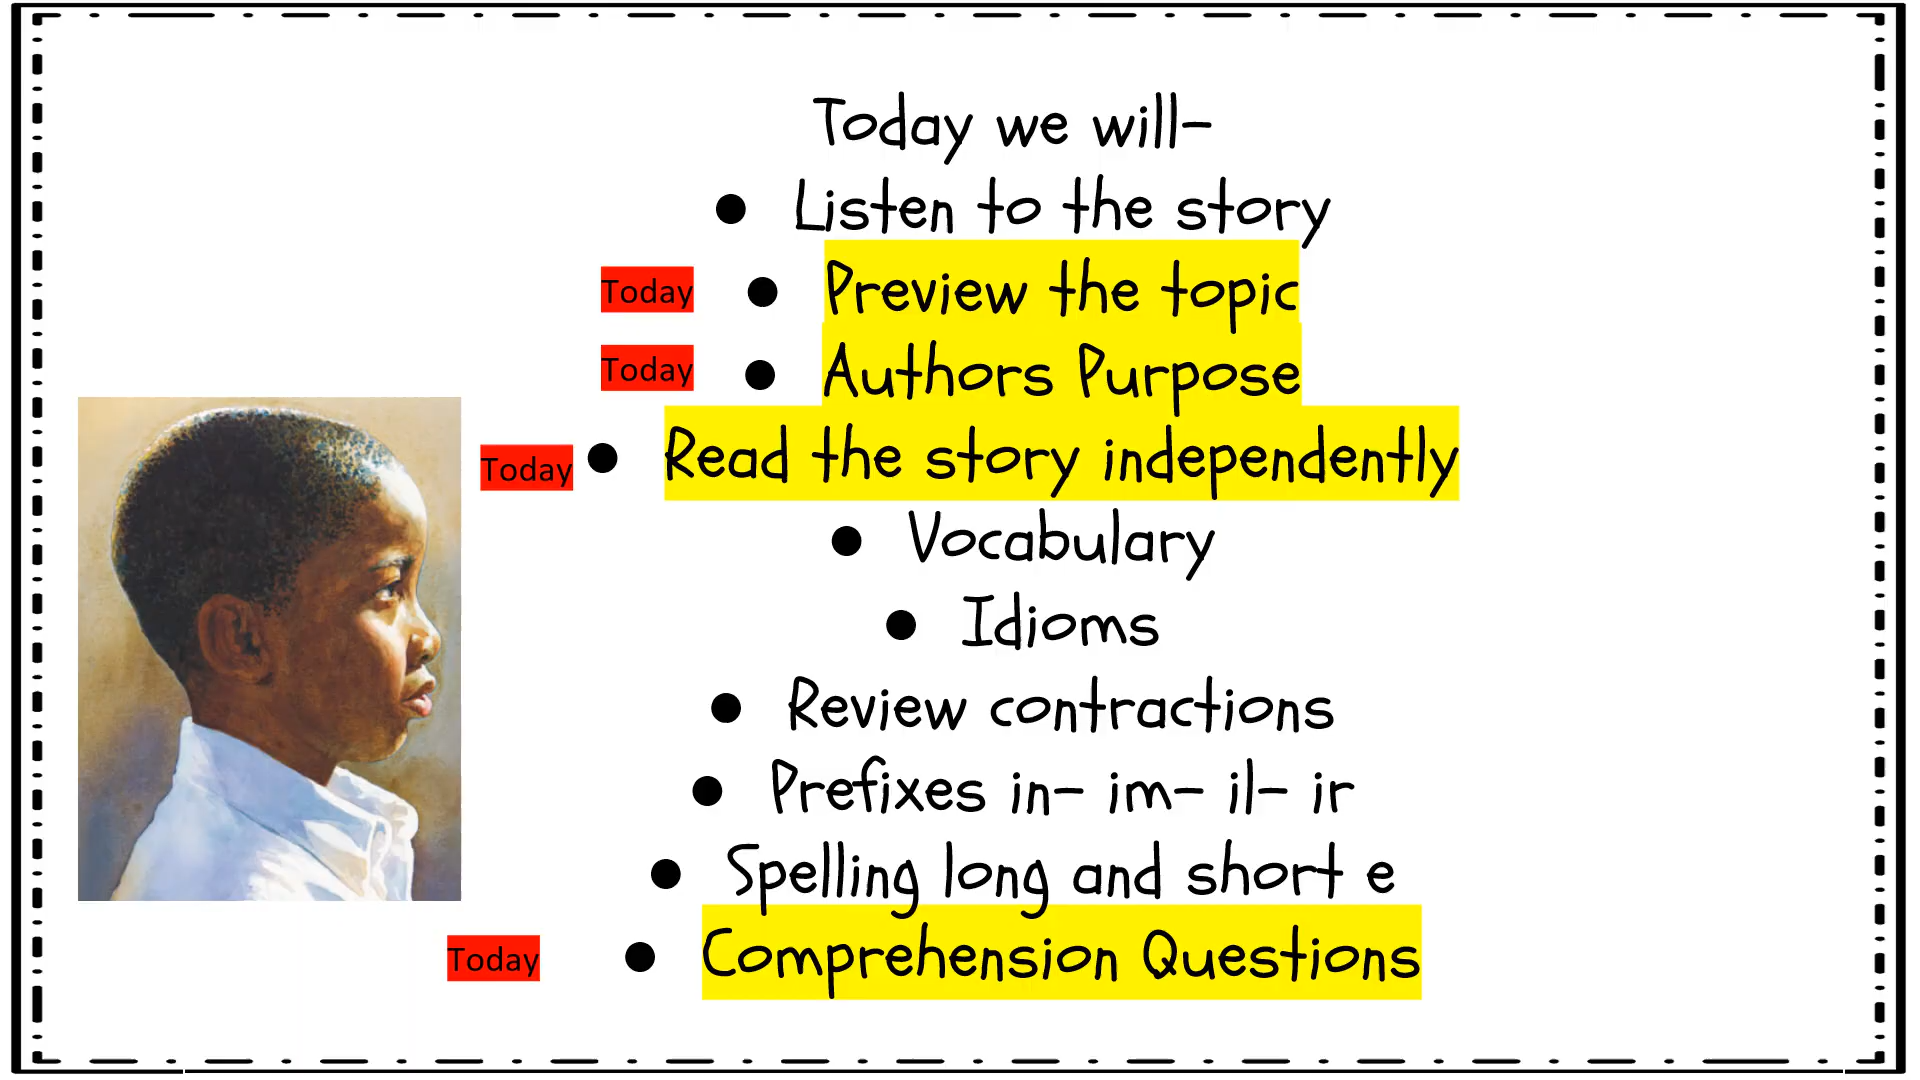 Today we will-
● Listen to the story
Today ● Preview the topic
Today ● Authors Purpose
Today ● Read the story independently
● Vocabulary
● Idioms
● Review contractions
● Prefixes in- im- il- ir
● Spelling long and short e
Today ● Comprehension Questions